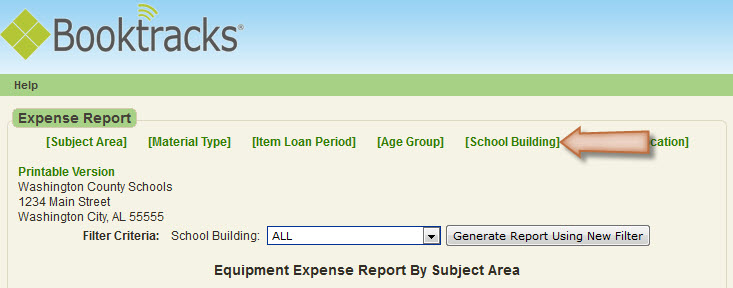 Booktracks®
Help
Expense Report
[Subject Area] [Material Type] [Item Loan Period] [Age Group] [School Building] cation]
Printable Version
Washington County Schools
1234 Main Street
Washington City, AL 55555
Filter Criteria: School Building: ALL Generate Report Using New Filter
Equipment Expense Report By Subject Area